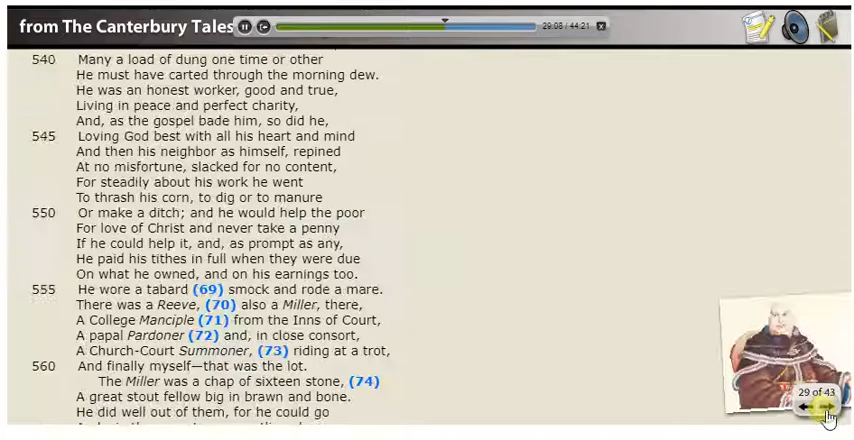 from The Canterbury Tales
29:08 / 44:21
540 Many a load of dung one time or other
He must have carted through the morning dew.
He was an honest worker, good and true,
Living in peace and perfect charity,
And, as the gospel bade him, so did he,
545 Loving God best with all his heart and mind
And then his neighbor as himself, repined
At no misfortune, slacked for no content,
For steadily about his work he went
To thrash his corn, to dig or to manure
550 Or make a ditch; and he would help the poor
For love of Christ and never take a penny
If he could help it, and, as prompt as any,
He paid his tithes in full when they were due
On what he owned, and on his earnings too.
555 He wore a tabard (69) smock and rode a mare.
There was a Reeve, (70) also a Miller, there,
A College Manciple (71) from the Inns of Court,
A papal Pardoner (72) and, in close consort,
A Church-Court Summoner, (73) riding at a trot,
560 And finally myself—that was the lot.
The Miller was a chap of sixteen stone, (74)
A great stout fellow big in brawn and bone.
He did well out of them, for he could go
29 of 43